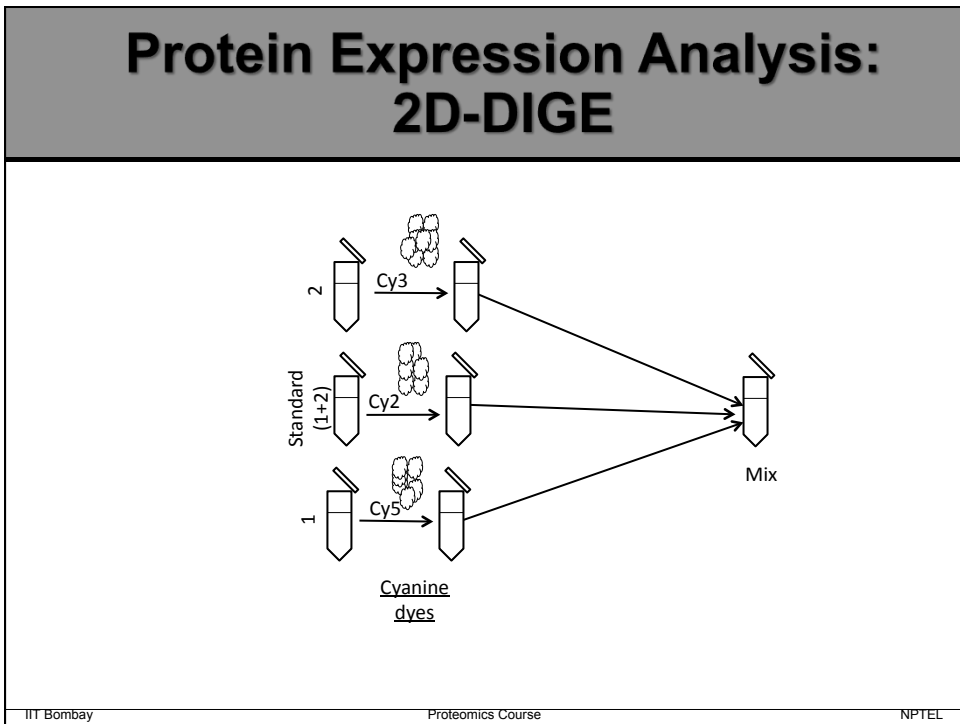 Protein Expression Analysis:
2D-DIGE
2
Cy3
Standard
(1+2)
Cy2
Mix
1
Cy5
Cyanine
dyes
IIT Bombay
Proteomics Course
NPTEL